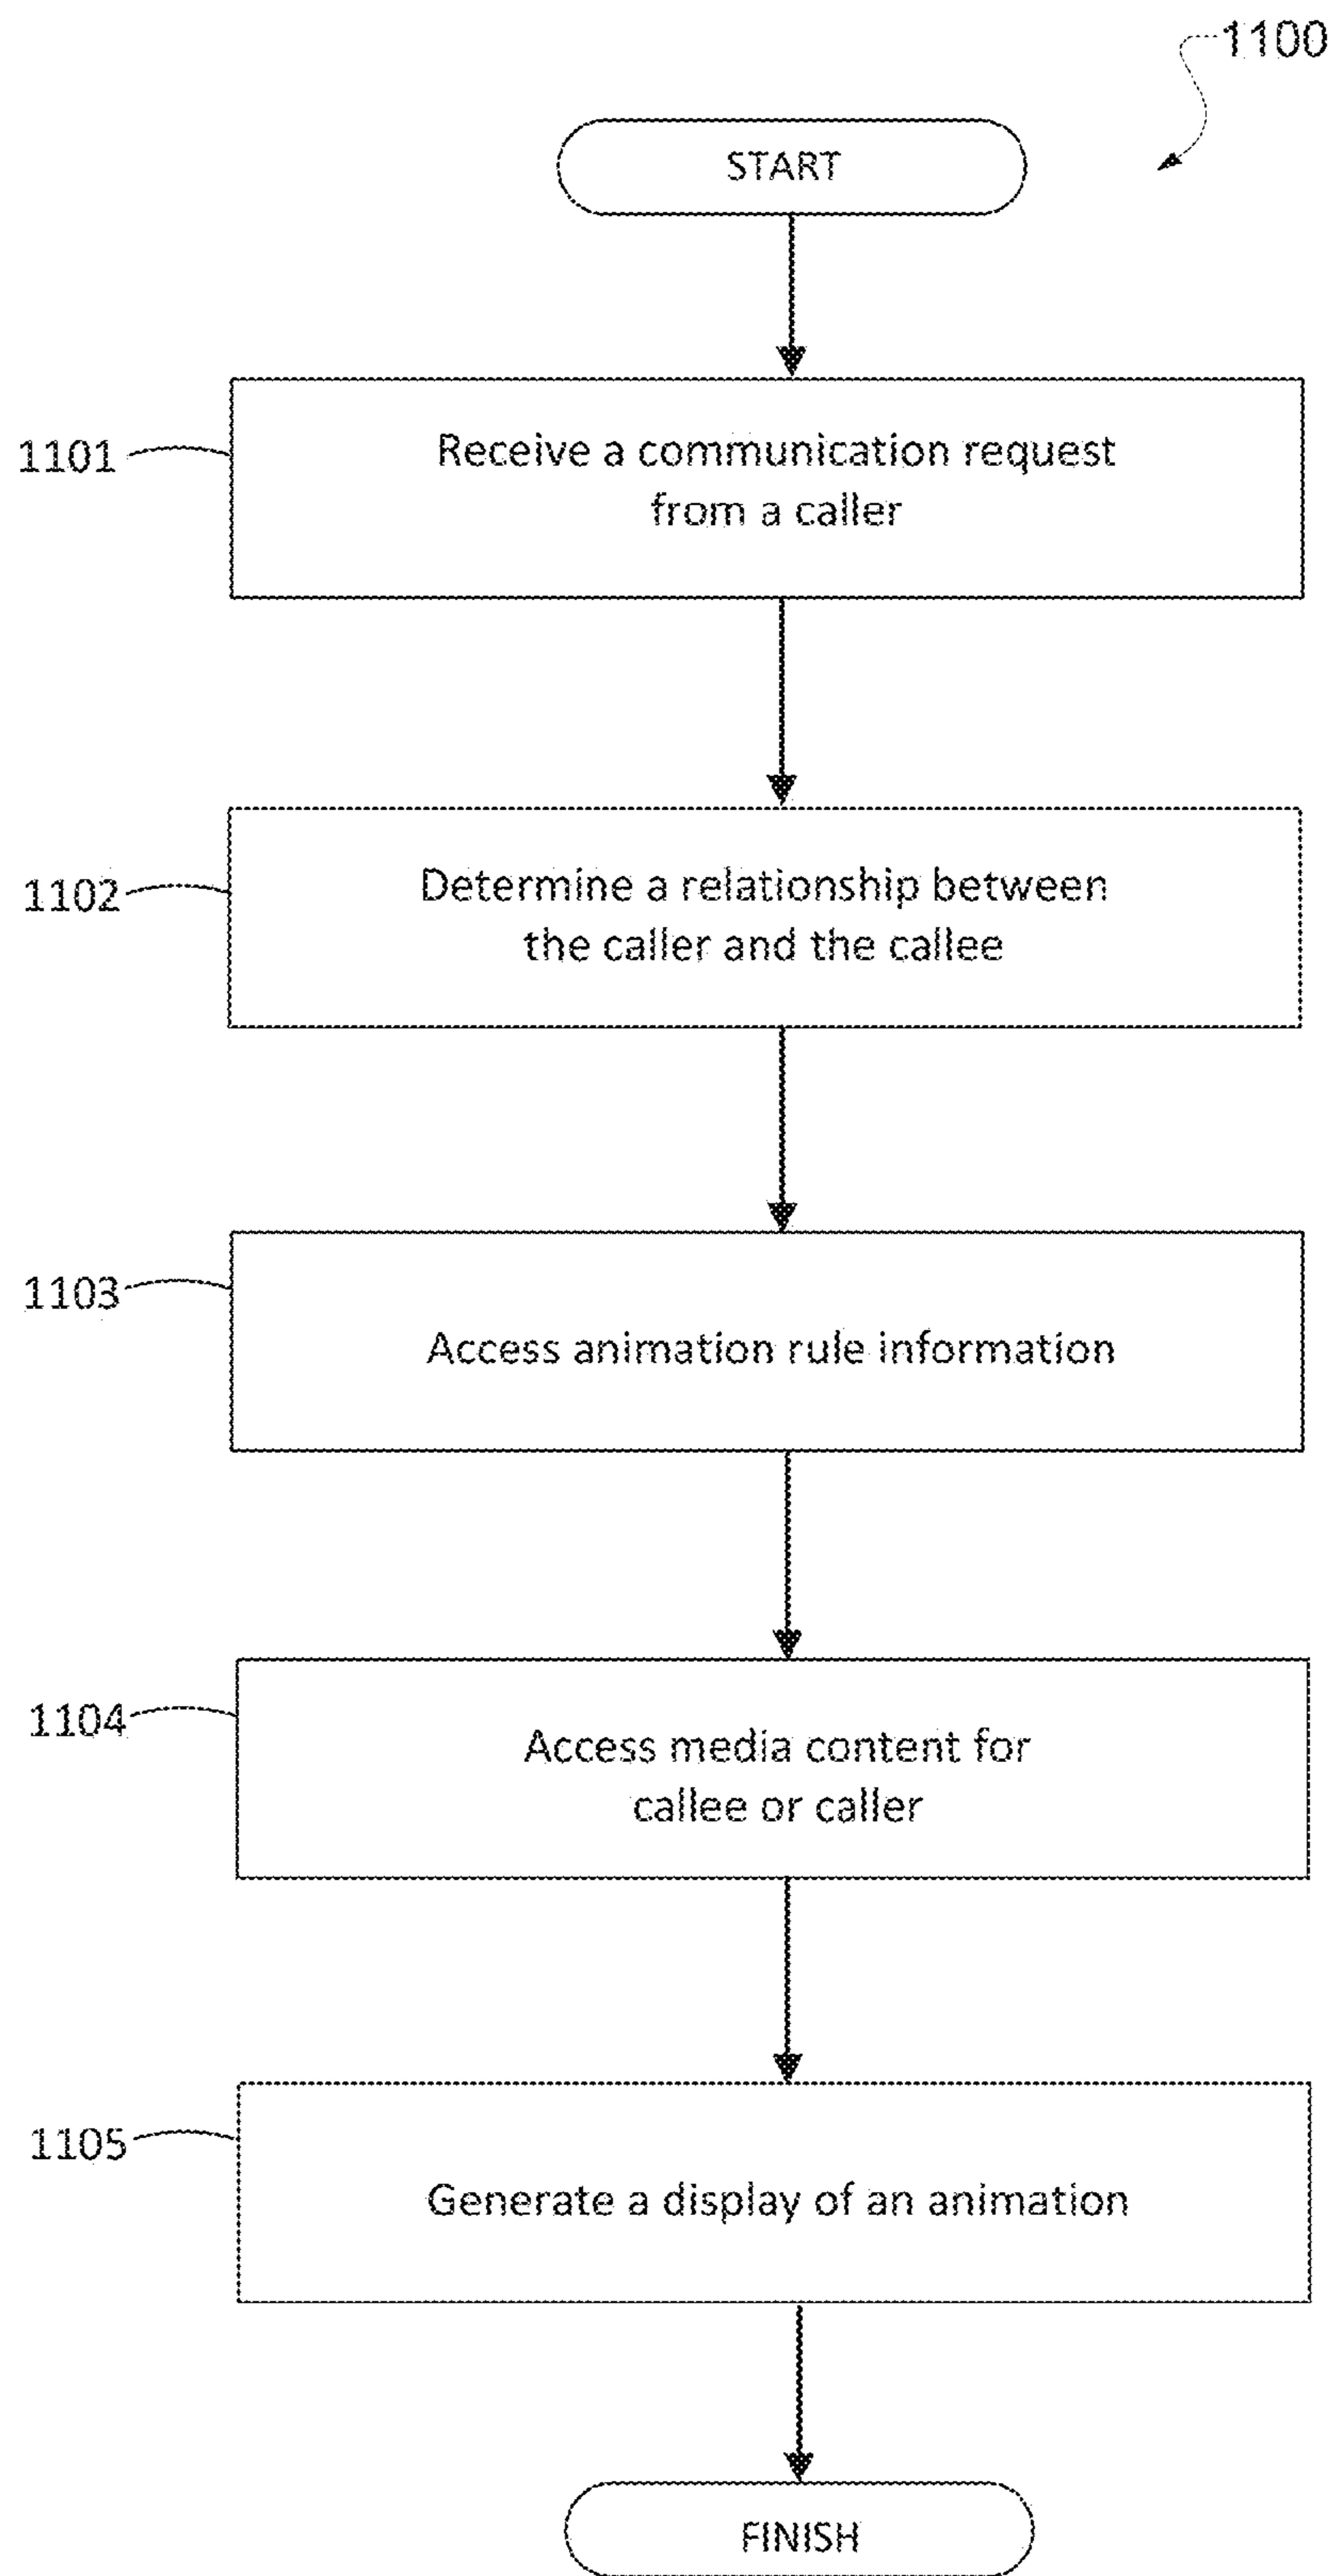 1100
START
1101
Receive a communication request
from a caller
1102
Determine a relationship between
the caller and the callee
1103
Access animation rule information
1104
Access media content for
callee or caller
1105
Generate a display of an animation
FINISH